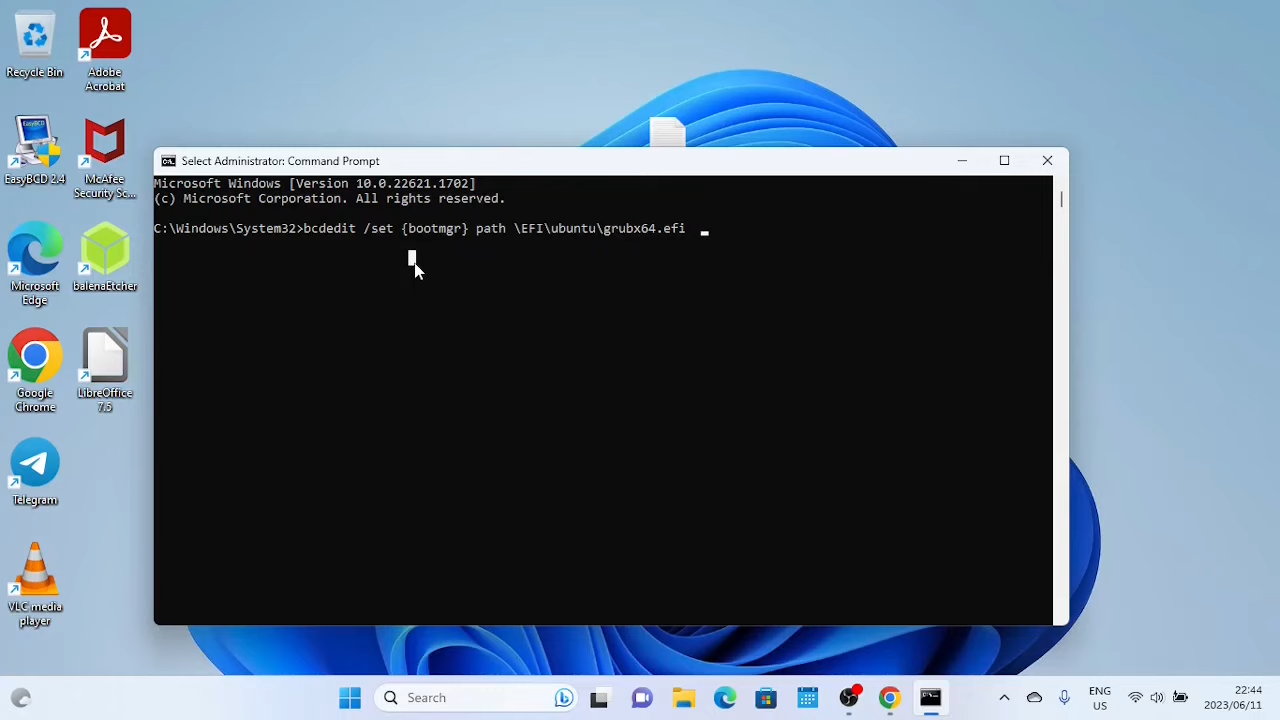 Recycle Bin
Adobe
Acrobat
EasyBCD
EasyBCD 2.4
McAfee
Security Sc...
Microsoft
Edge
balenaEtcher
Google
Chrome
LibreOffice
7.5
Telegram
VLC media
player
C:\.
Select Administrator: Command Prompt
Microsoft Windows [Version 10.0.22621.1702]
(c) Microsoft Corporation. All rights reserved.
C:\Windows\System32>bcdedit /set {bootmgr} path \EFI\ubuntu\grubx64.efi
Search
ENG
US
22:44
2023/06/11